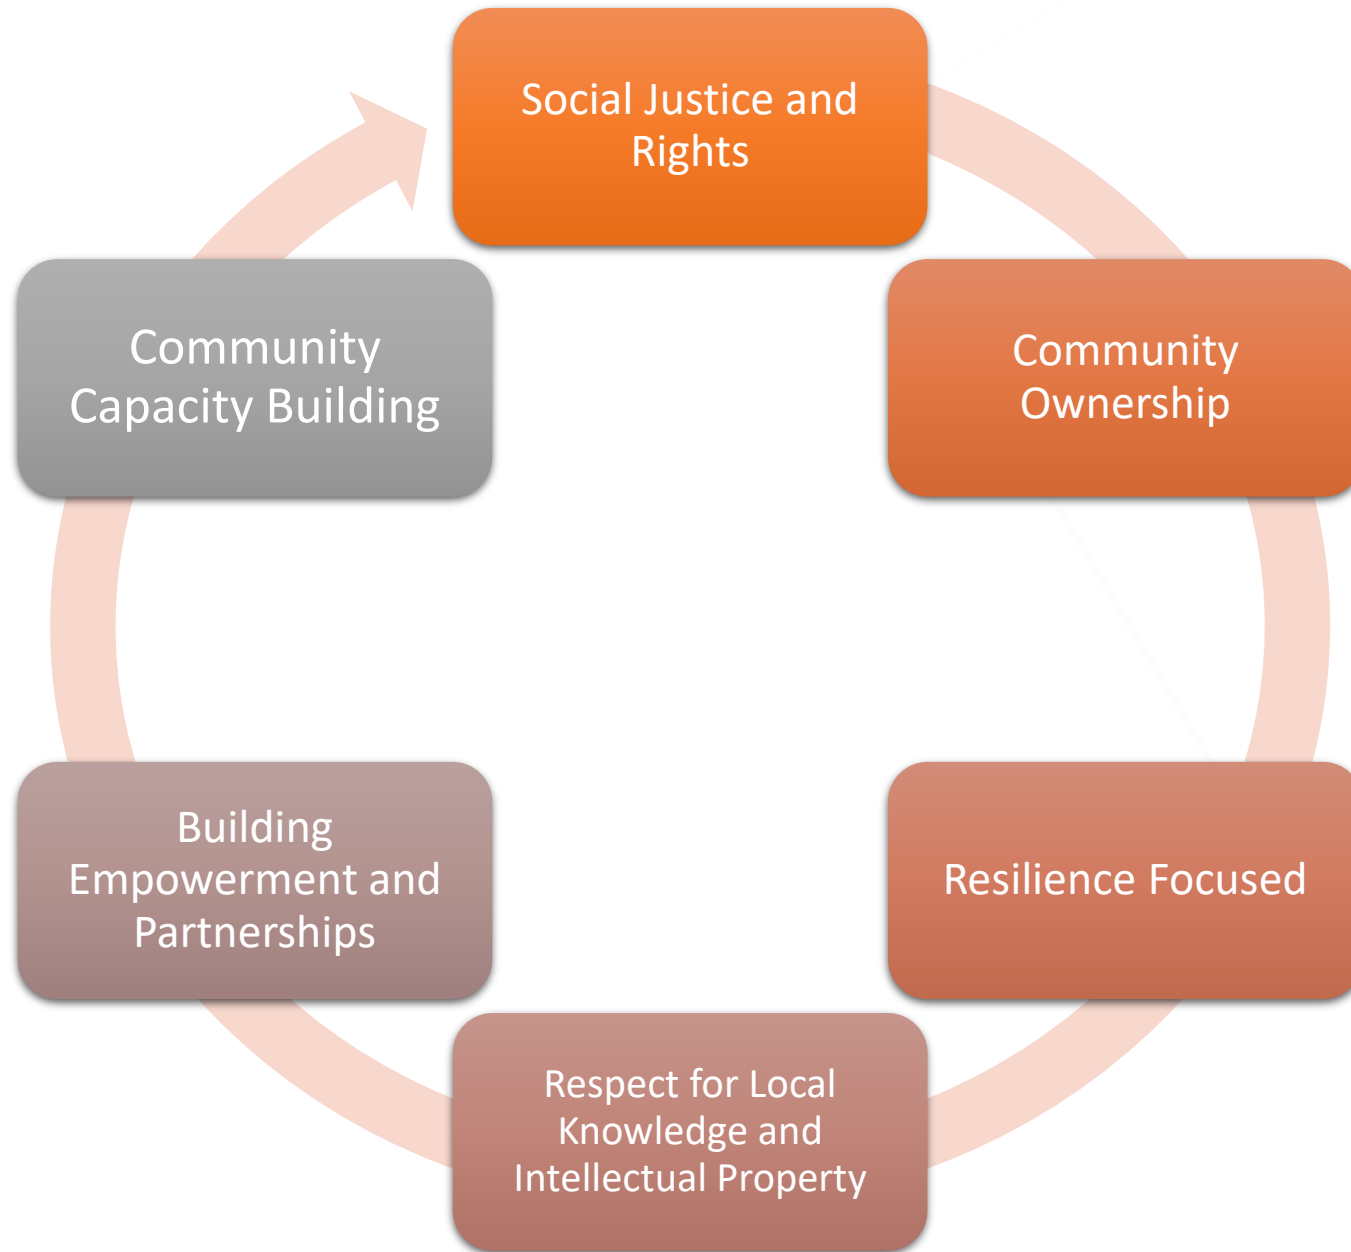 Social Justice and
Rights
Community
Ownership
Resilience Focused
Respect for Local
Knowledge and
Intellectual Property
Building
Empowerment and
Partnerships
Community
Capacity Building